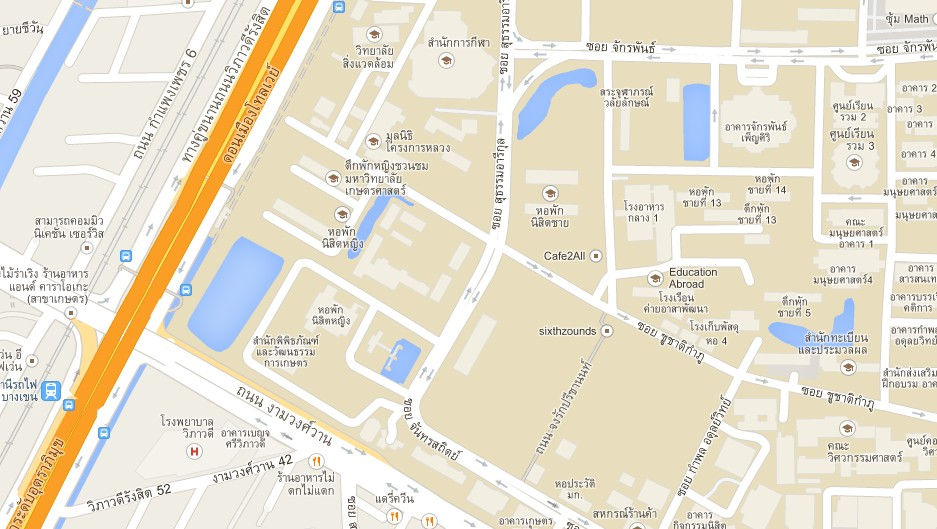 ยายชีวัน
วาน 59
ถนน กำแพงเพชร 6
ทางคู่ขนานถนนวิภาวดีรังสิต
ดอนเมืองโทลเวย์
วิทยาลัย
สิ่งแวดล้อม
สำนักการกีฬา
ซอย จักรพันธ์
ซอย จักรพัน
ซุ้ม Math
สระจุฬาภรณ์
วลัยลักษณ์
ศูนย์เรียน
รวม 2
ศูนย์เรียน
รวม 3
อาคาร 2
อาคาร 3
อาคาร 4
อาคารจักรพันธ์
เพ็ญศิริ
มูลนิธิ
โครงการหลวง
ตึกพักหญิงชวนชม
มหาวิทยาลัย
เกษตรศาสตร์
ซอย สุธรรมอารีกุล
หอพัก
นิสิตชาย
หอพัก
ชายที่ 14
หอพัก
ชายที่ 13
ตึกพัก
ชายที่ 13
โรงอาหาร
กลาง 1
อาคาร
มนุษยศาสตร์
คณะ
มนุษยศาสตร์
อาคาร 1
สามารถคอมมิว
นิเคชั่น เซอร์วิส
หอพัก
นิสิตหญิง
Cafe2All
Education
Abroad
โรงเรียน
ค่ายอาสาพัฒนา
อาคาร
มนุษยศาสตร์4
อาคาร
สารสนเท
อาคารบรรเ
คติการ
ไม้ร่าเริง ร้านอาหาร
แอนด์ คาราโอเกะ
(สาขาเกษตร)
หอพัก
นิสิตหญิง
สำนักพิพิธภัณฑ์
และวัฒนธรรม
การเกษตร
sixthzounds
โรงเก็บพัสดุ
หอ 4
ตึกพัก
ชายที่ 5
สำนักทะเบียน
และประมวลผล
อาคารกำพล
อดุลยวิทย์
สำนักส่งเสริม
ฝึกอบรม อาค
ซอย ชูชาติกำภู
ซอย ชูชาติกำภู
ถนน จงรักปรีชานนท์
ซอย กำพล อดุลย์วิทย์
ซอย จันทรสถิตย์
ถนน งามวงศ์วาน
านีรถไฟ
บางเขน
โรงพยาบาล
วิภาวดี
อาคารเบญจ
ศรีวิภาวดี
งามวงศ์วาน 42
วิภาวดีรังสิต 52
ร้านอาหารไม้
ดกไม่แตก
แดรี่ควีน
หอประวัติ
มก.
สหกรณ์ร้านค้า
อาคารเกษตร
อาคาร
กิจกรรมนิสิต
คณะ
วิศวกรรมศาสตร์
ศูนย์คอ